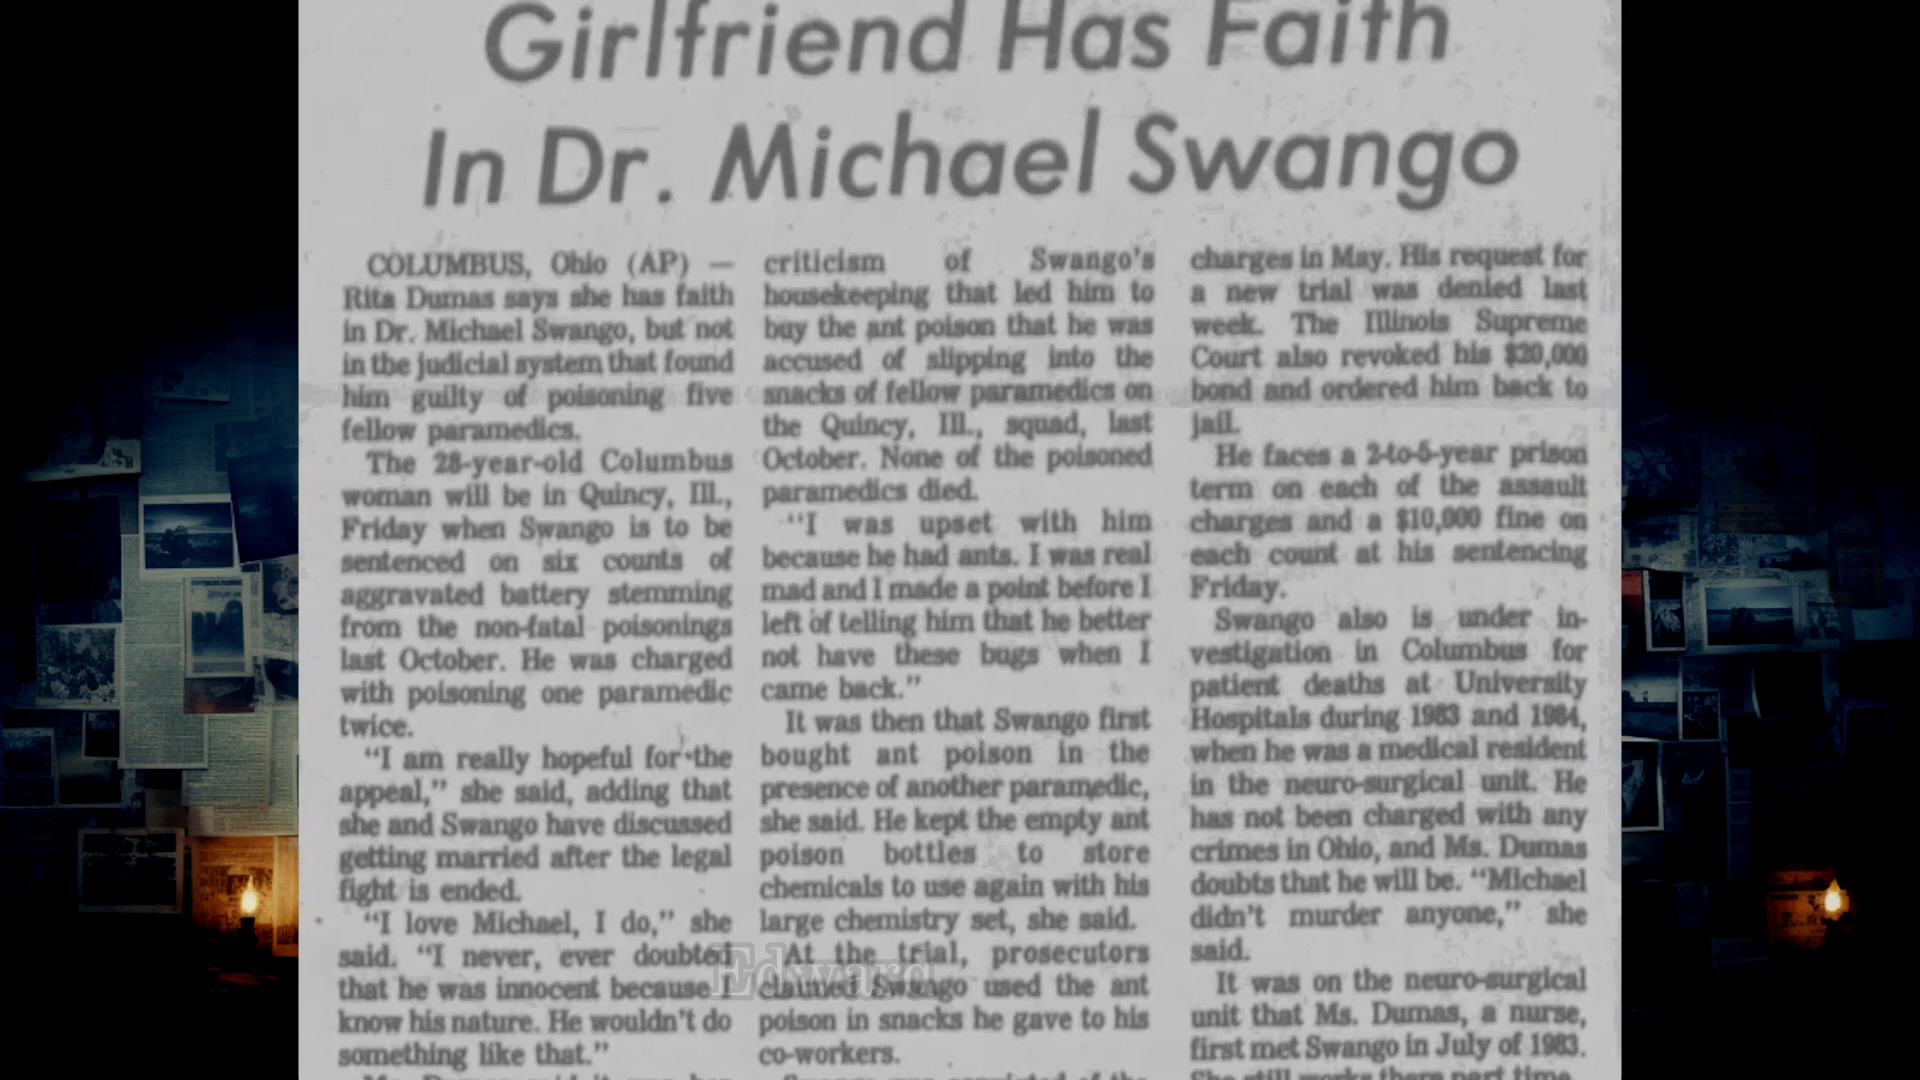 Girlfriend Has Faith
In Dr. Michael Swango
COLUMBUS, Ohio (AP) —
Rita Dumas says she has faith
in Dr. Michael Swango, but not
in the judicial system that found
him guilty of poisoning five
fellow paramedics.
The 28-year-old Columbus
woman will be in Quincy, Ill.,
Friday when Swango is to be
sentenced on six counts of
aggravated battery stemming
from the non-fatal poisonings
last October. He was charged
with poisoning one paramedic
twice.
"I am really hopeful for the
appeal," she said, adding that
she and Swango have discussed
getting married after the legal
fight is ended.
"I love Michael, I do," she
said. "I never, ever doubted
that he was innocent because I
know his nature. He wouldn't do
something like that."
criticism of Swango's
housekeeping that led him to
buy the ant poison that he was
accused of slipping into the
snacks of fellow paramedics on
the Quincy, Ill., squad, last
October. None of the poisoned
paramedics died.
"I was upset with him
because he had ants. I was real
mad and I made a point before I
left of telling him that he better
not have these bugs when I
came back."
It was then that Swango first
bought ant poison in the
presence of another paramedic,
she said. He kept the empty ant
poison bottles to store
chemicals to use again with his
large chemistry set, she said.
At the trial, prosecutors
claimed Swango used the ant
poison in snacks he gave to his
co-workers.
charges in May. His request for
a new trial was denied last
week. The Illinois Supreme
Court also revoked his $20,000
bond and ordered him back to
jail.
He faces a 2-to-5-year prison
term on each of the assault
charges and a $10,000 fine on
each count at his sentencing
Friday.
Swango also is under in-
vestigation in Columbus for
patient deaths at University
Hospitals during 1983 and 1984,
when he was a medical resident
in the neuro-surgical unit. He
has not been charged with any
crimes in Ohio, and Ms. Dumas
doubts that he will be. "Michael
didn't murder anyone," she
said.
It was on the neuro-surgical
unit that Ms. Dumas, a nurse,
first met Swango in July of 1983.
She still works there part time.
Edward